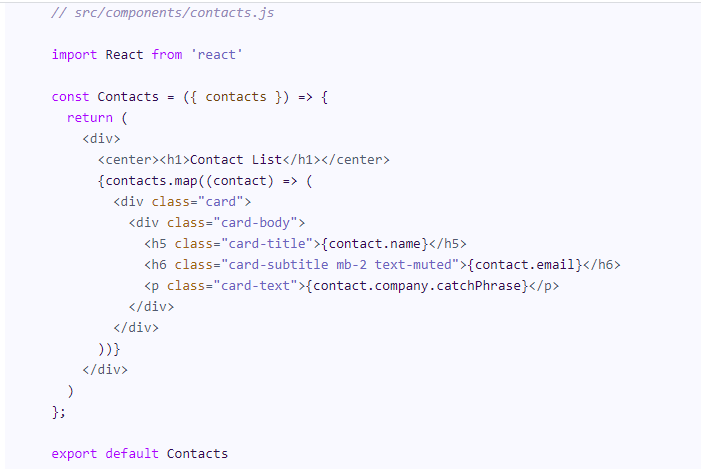 // src/components/contacts.js

import React from 'react'

const Contacts = ({ contacts }) => {
  return (
    <div>
      <center><h1>Contact List</h1></center>
      {contacts.map((contact) => (
        <div class="card">
          <div class="card-body">
            <h5 class="card-title">{contact.name}</h5>
            <h6 class="card-subtitle mb-2 text-muted">{contact.email}</h6>
            <p class="card-text">{contact.company.catchPhrase}</p>
          </div>
        </div>
      ))}
    </div>
  )
};

export default Contacts